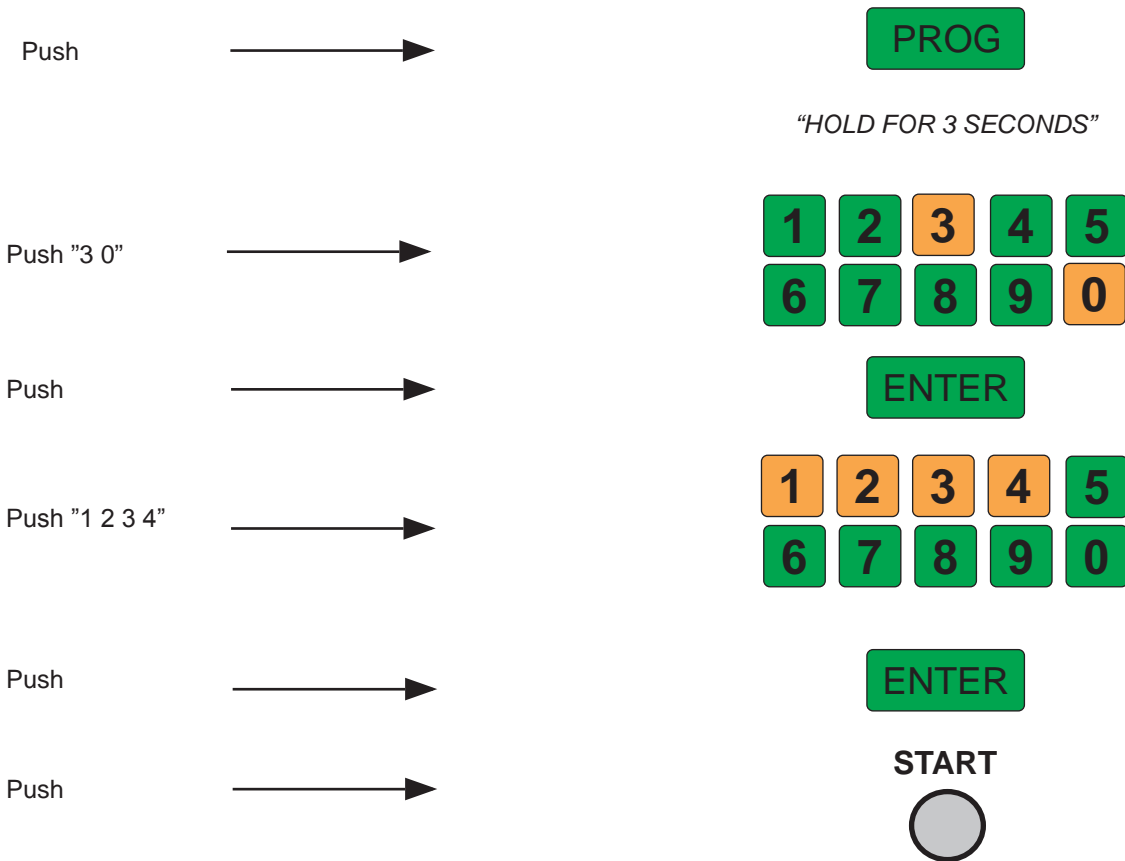 Push PROG
“HOLD FOR 3 SECONDS”
1 2 3 4 5
Push ”3 0”
6 7 8 9 0
Push ENTER
1 2 3 4 5
Push ”1 2 3 4”
6 7 8 9 0
Push ENTER
START
Push